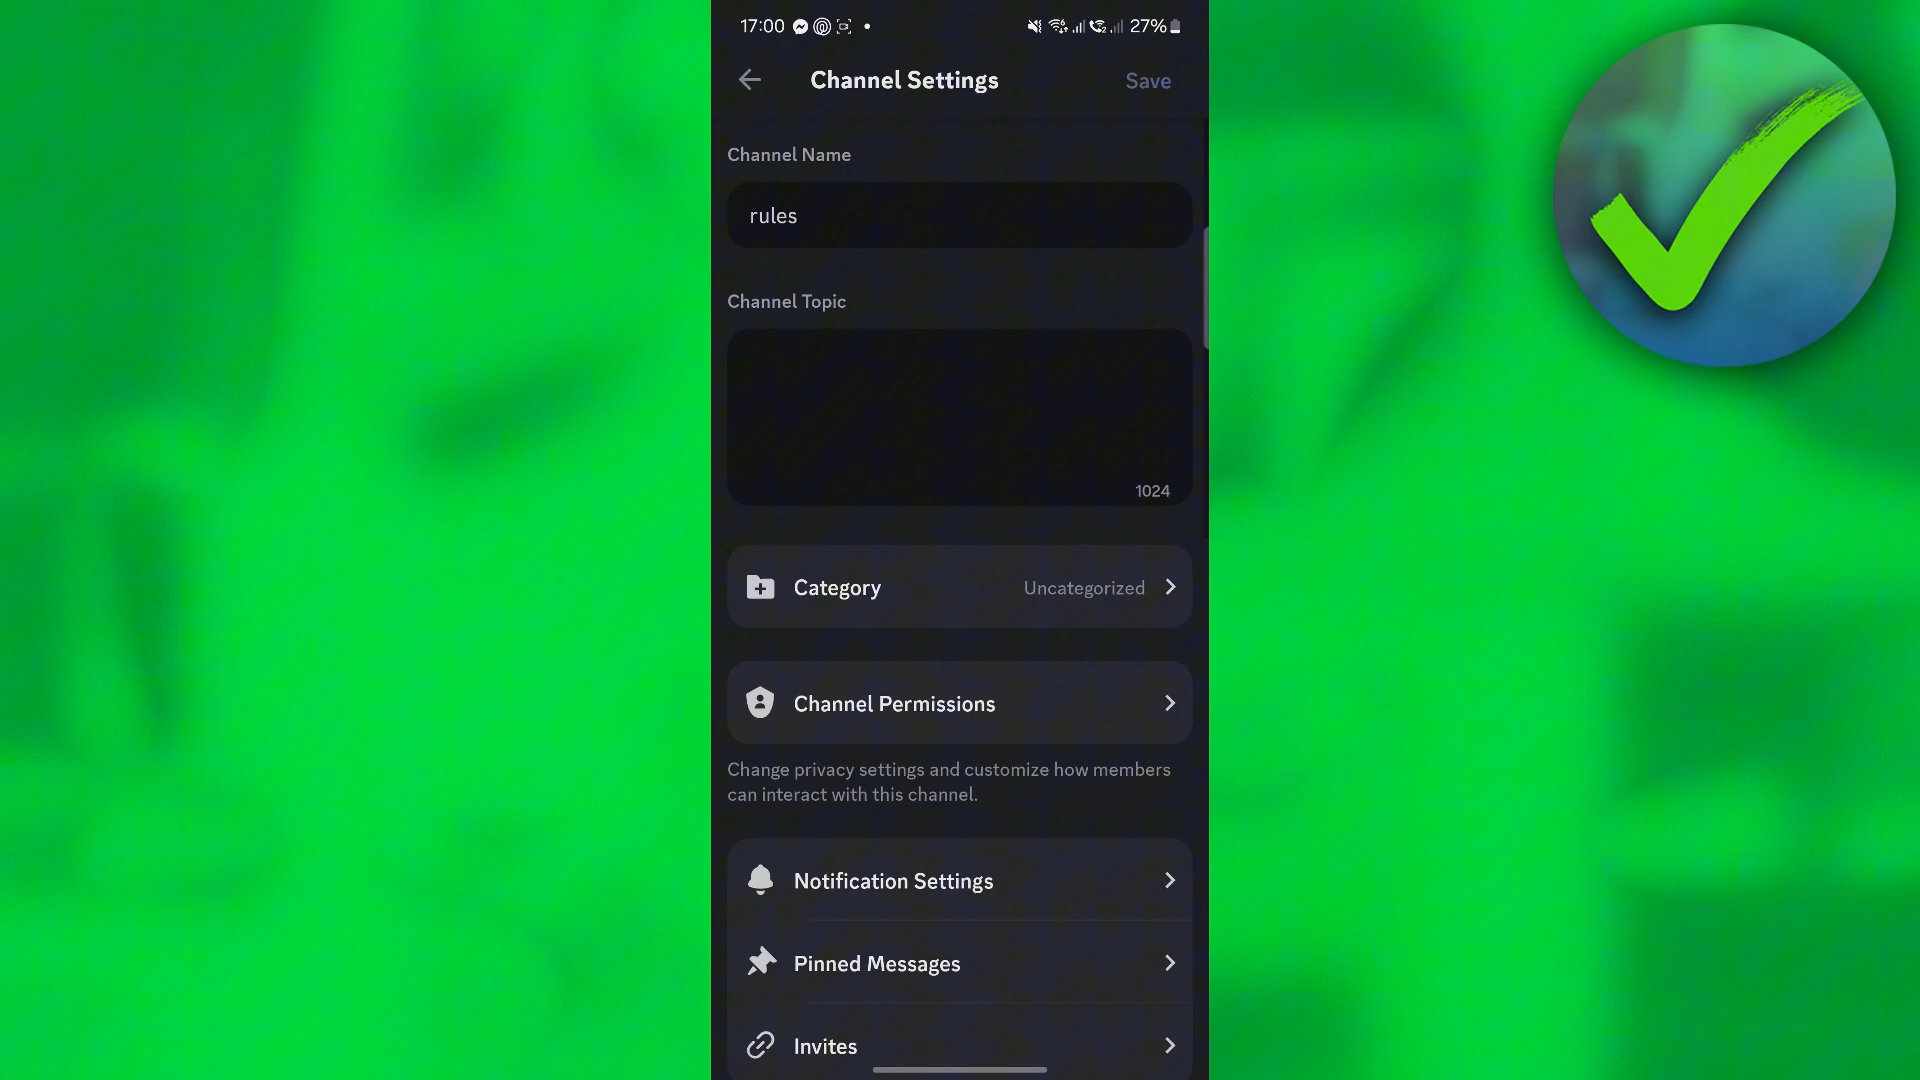 17:00
27%
Channel Settings
Save
Channel Name
rules
Channel Topic
1024
Category
Uncategorized
Channel Permissions
Change privacy settings and customize how members
can interact with this channel.
Notification Settings
Pinned Messages
Invites